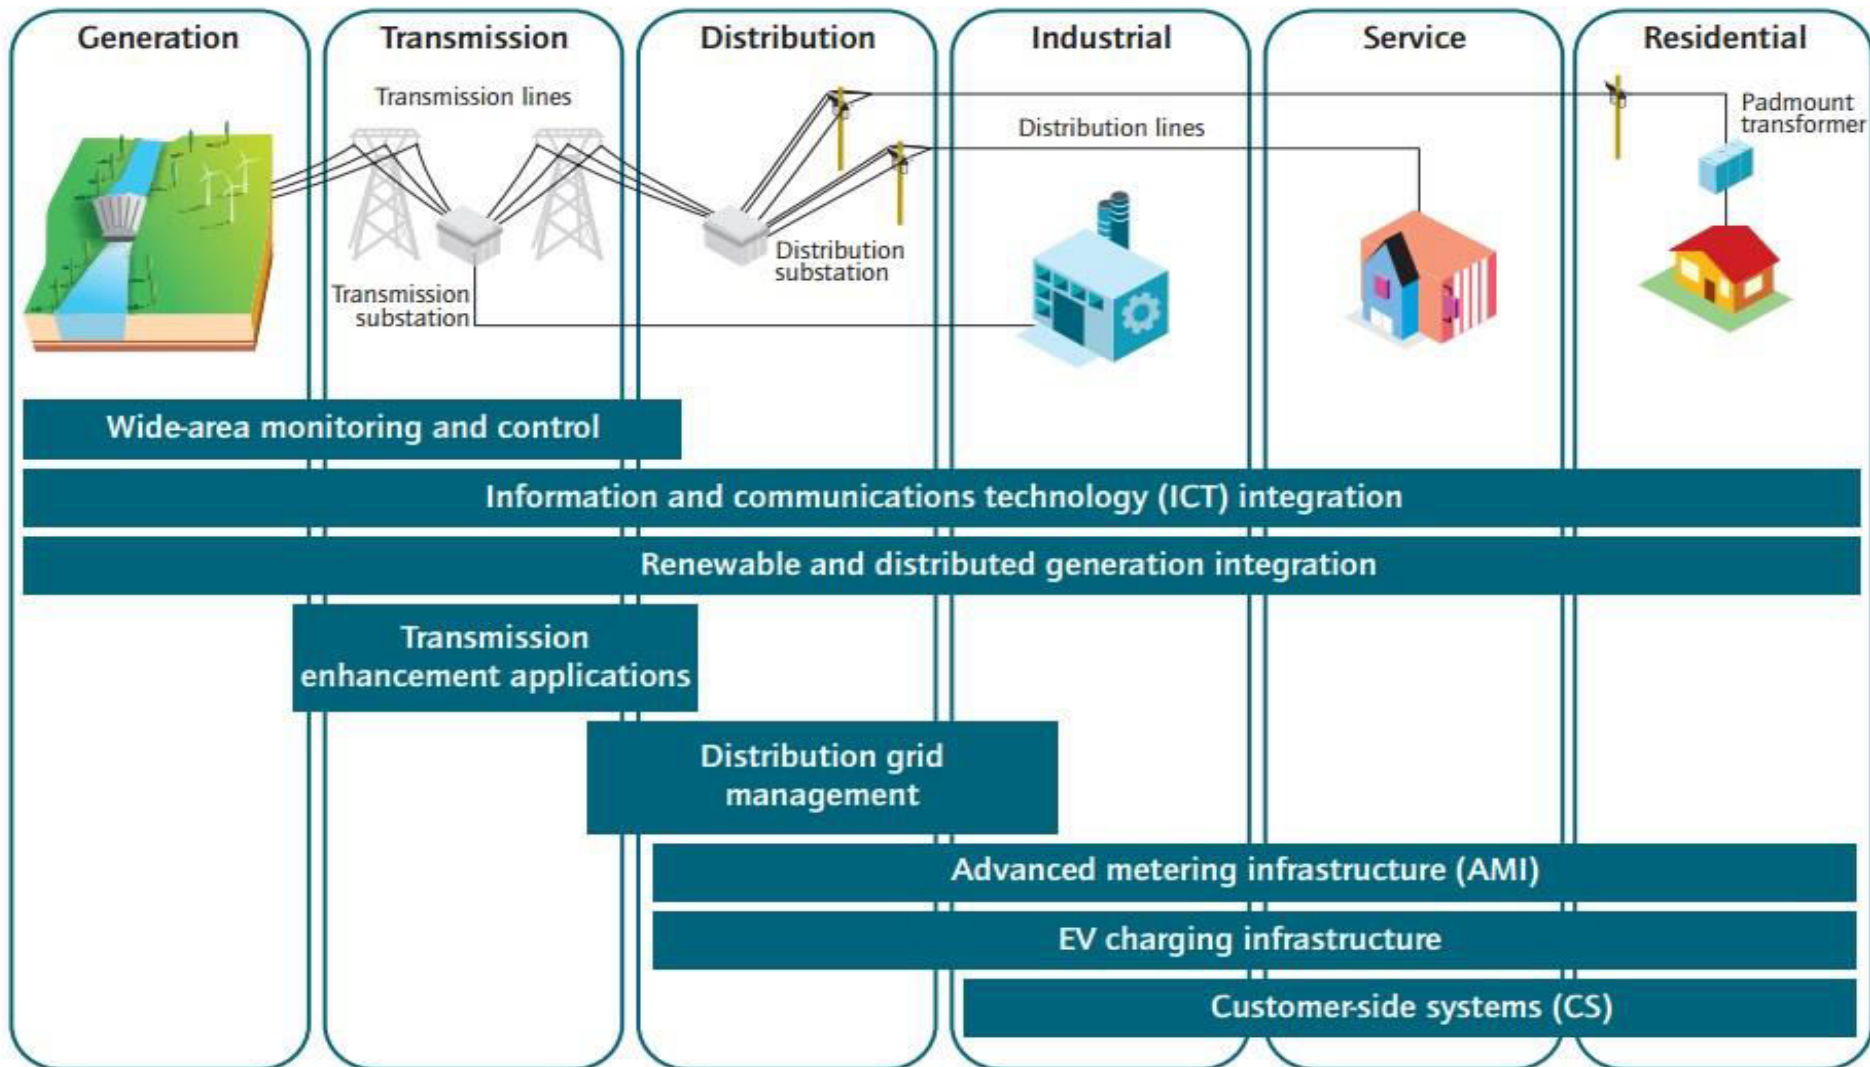 Generation
Transmission
Distribution
Industrial
Service
Residential
Transmission lines
Distribution lines
Padmount
transformer
Distribution
substation
Transmission
substation
Wide-area monitoring and control
Information and communications technology (ICT) integration
Renewable and distributed generation integration
Transmission
enhancement applications
Distribution grid
management
Advanced metering infrastructure (AMI)
EV charging infrastructure
Customer-side systems (CS)